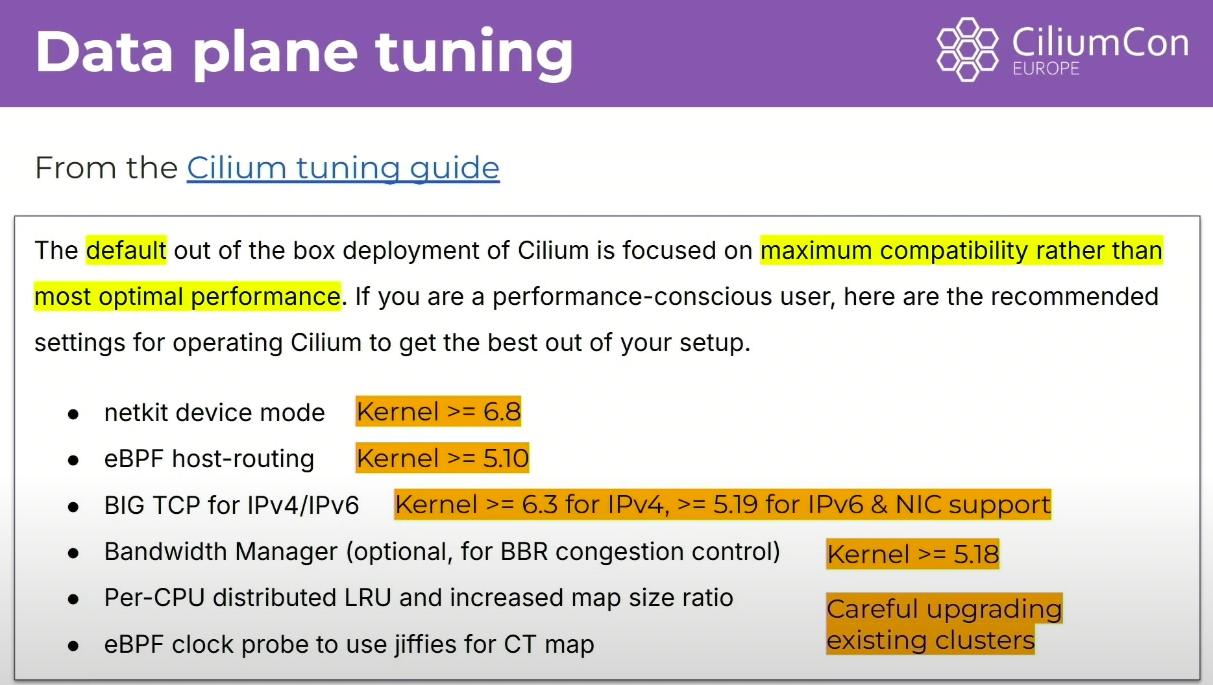 Data plane tuning
CiliumCon
EUROPE
From the Cilium tuning guide
The default out of the box deployment of Cilium is focused on maximum compatibility rather than
most optimal performance. If you are a performance-conscious user, here are the recommended
settings for operating Cilium to get the best out of your setup.
● netkit device mode Kernel >= 6.8
● eBPF host-routing Kernel >= 5.10
● BIG TCP for IPv4/IPv6 Kernel >= 6.3 for IPv4, >= 5.19 for IPv6 & NIC support
● Bandwidth Manager (optional, for BBR congestion control) Kernel >= 5.18
● Per-CPU distributed LRU and increased map size ratio
● eBPF clock probe to use jiffies for CT map
Careful upgrading
existing clusters